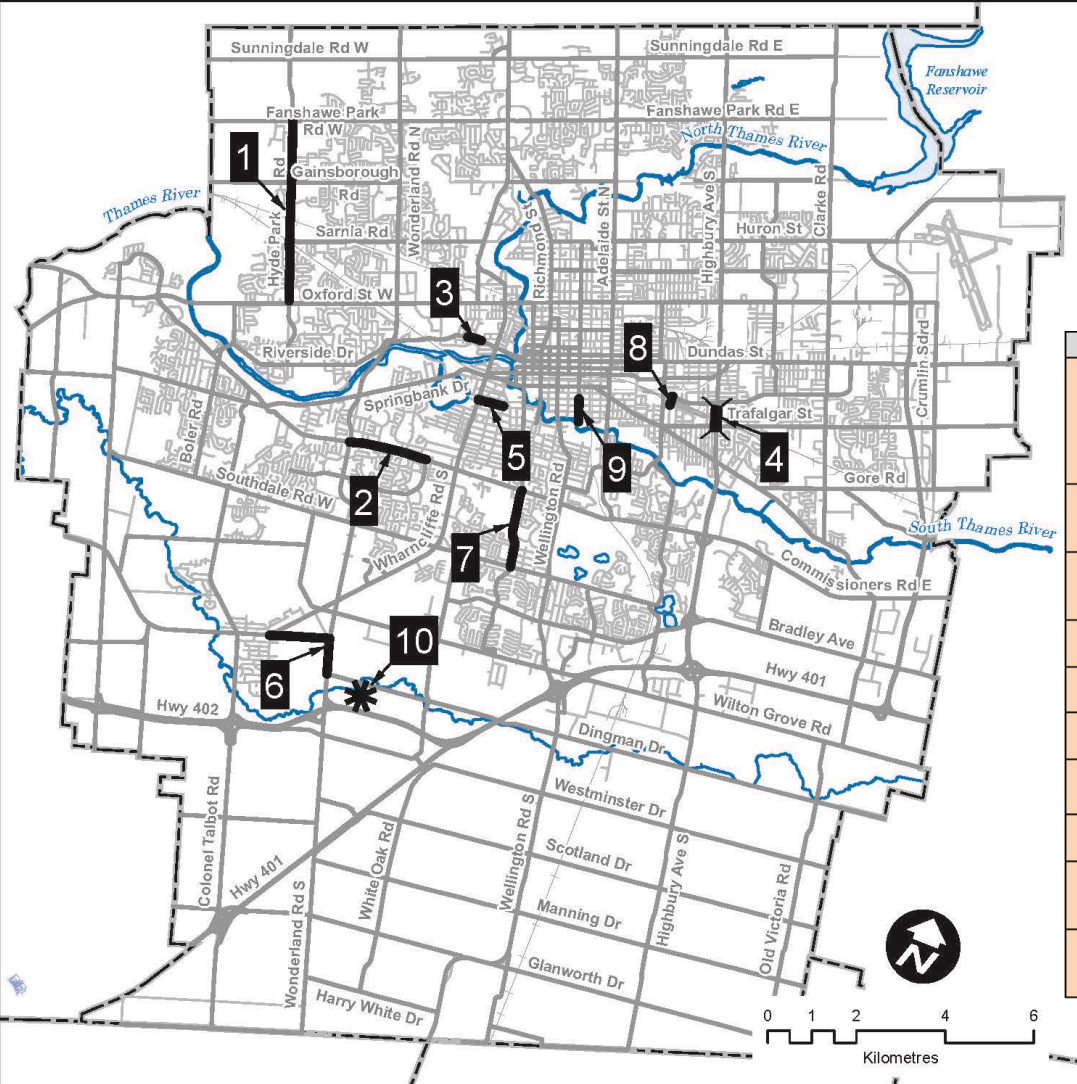 Sunningdale Rd W
Sunningdale Rd E
Fanshawe
Reservoir
Fanshawe Park
Rd W
Fanshawe Park Rd E
North Thames River
1
Gainsborough
Rd
Hyde Park Rd
Wonderland Rd N
Thames River
Sarnia Rd
Richmond St
Adelaide St N
Highbury Ave S
Huron St
Clarke Rd
Oxford St W
3
Riverside Dr
8
Dundas St
Crumlin Sdrd
Springbank Dr
Trafalgar St
Boler Rd
5
9
4
2
Gore Rd
Southdale Rd W
Wharncliffe Rd S
Wellington Rd
South Thames River
7
Commissioners Rd E
10
Bradley Ave
6
Hwy 401
Hwy 402
Wilton Grove Rd
Dingman Dr
Westminster Dr
Colonel Talbot Rd
Hwy 401
White Oak Rd
Wellington Rd S
Scotland Dr
Highbury Ave S
Old Victoria Rd
Manning Dr
Wonderland Rd S
Glanworth Dr
Harry White Dr
N
0 1 2 4 6
Kilometres